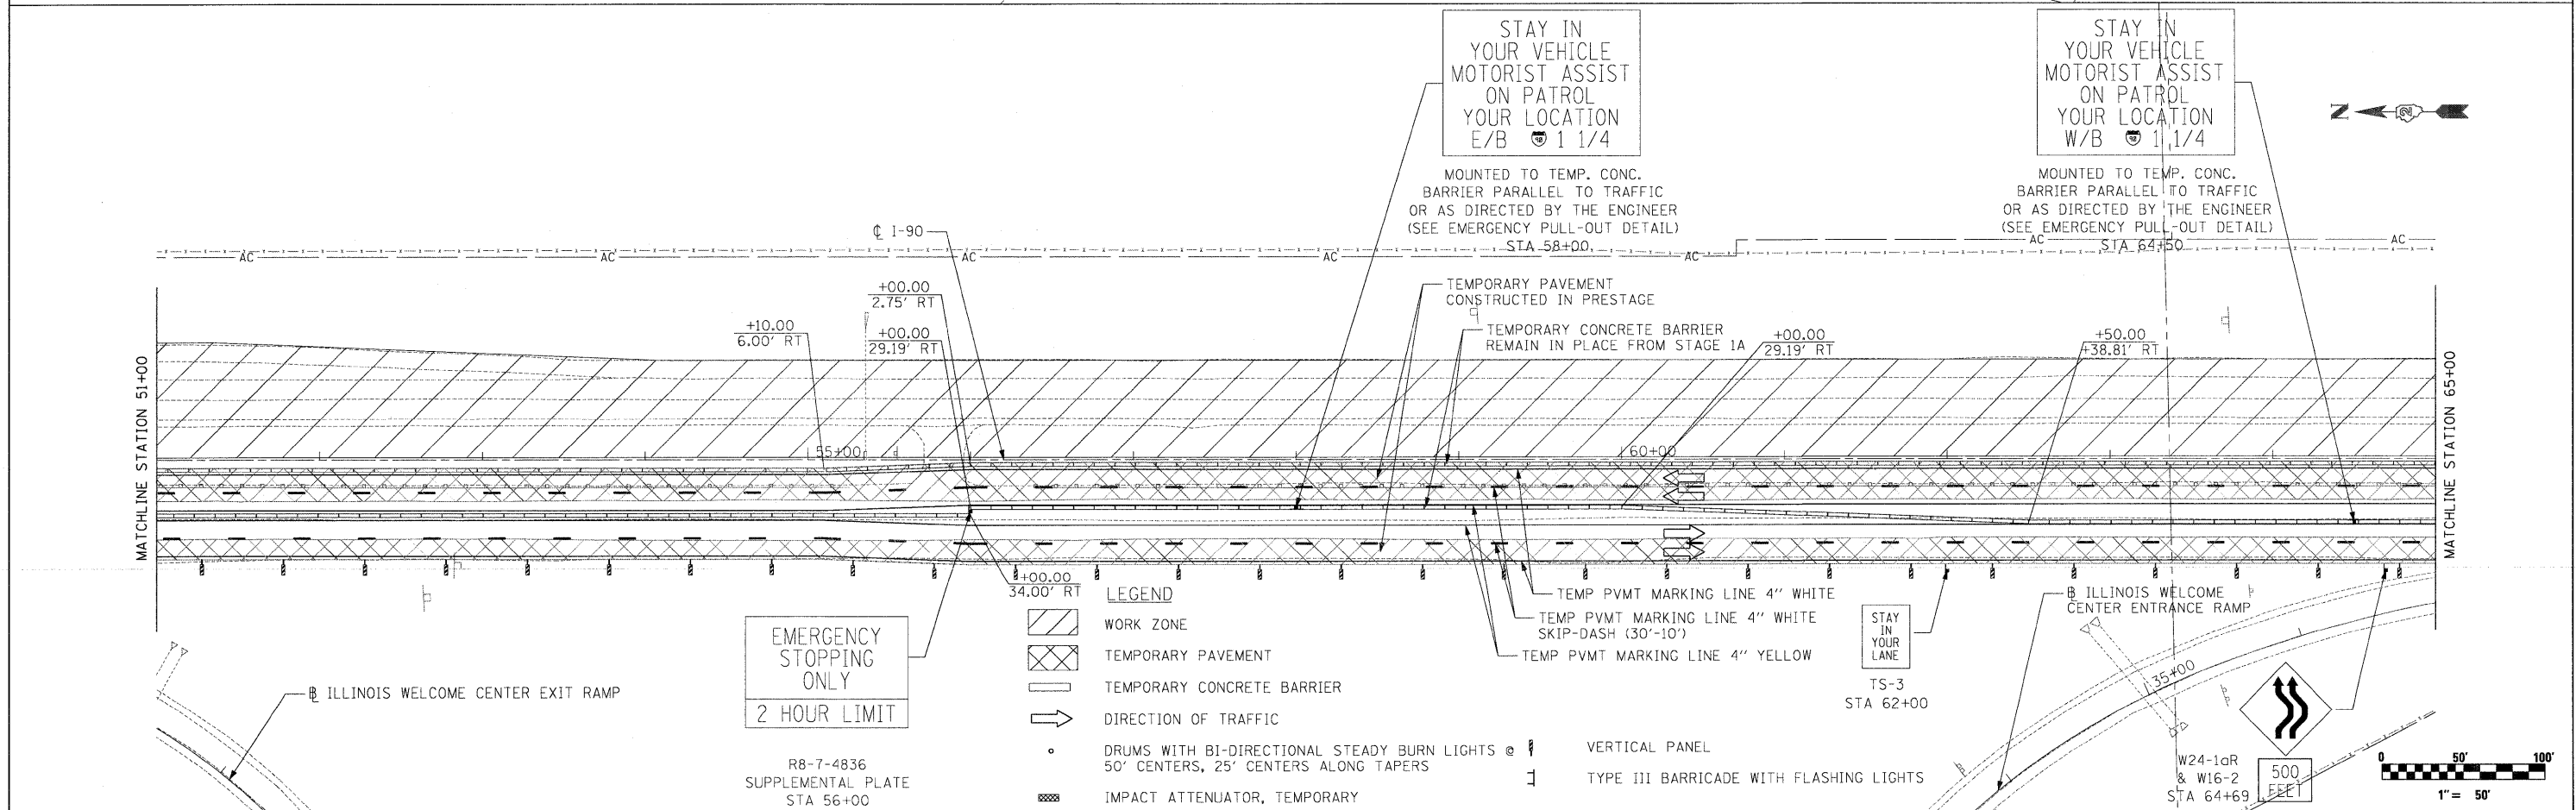 STAY IN
YOUR VEHICLE
MOTORIST ASSIST
ON PATROL
YOUR LOCATION
E/B 90 1 1/4
MOUNTED TO TEMP. CONC.
BARRIER PARALLEL TO TRAFFIC
OR AS DIRECTED BY THE ENGINEER
(SEE EMERGENCY PULL-OUT DETAIL)
STA 58+00
STAY IN
YOUR VEHICLE
MOTORIST ASSIST
ON PATROL
YOUR LOCATION
W/B 90 1 1/4
MOUNTED TO TEMP. CONC.
BARRIER PARALLEL TO TRAFFIC
OR AS DIRECTED BY THE ENGINEER
(SEE EMERGENCY PULL-OUT DETAIL)
STA 64+50
N
℄ I-90
AC AC AC AC AC AC AC
+00.00
2.75' RT
+10.00
6.00' RT
+00.00
29.19' RT
TEMPORARY PAVEMENT
CONSTRUCTED IN PRESTAGE
TEMPORARY CONCRETE BARRIER
REMAIN IN PLACE FROM STAGE 1A
+00.00
29.19' RT
+50.00
+38.81' RT
MATCHLINE STATION 51+00
MATCHLINE STATION 65+00
55+00
60+00
+00.00
34.00' RT
EMERGENCY
STOPPING
ONLY
2 HOUR LIMIT
R8-7-4836
SUPPLEMENTAL PLATE
STA 56+00
LEGEND
WORK ZONE
TEMPORARY PAVEMENT
TEMPORARY CONCRETE BARRIER
DIRECTION OF TRAFFIC
DRUMS WITH BI-DIRECTIONAL STEADY BURN LIGHTS @
50' CENTERS, 25' CENTERS ALONG TAPERS
IMPACT ATTENUATOR, TEMPORARY
VERTICAL PANEL
TYPE III BARRICADE WITH FLASHING LIGHTS
TEMP PVMT MARKING LINE 4" WHITE
TEMP PVMT MARKING LINE 4" WHITE
SKIP-DASH (30'-10')
TEMP PVMT MARKING LINE 4" YELLOW
STAY
IN
YOUR
LANE
TS-3
STA 62+00
B ILLINOIS WELCOME CENTER EXIT RAMP
B ILLINOIS WELCOME
CENTER ENTRANCE RAMP
35+00
W24-1aR
& W16-2
STA 64+69
500
FEET
0 50' 100'
1" = 50'